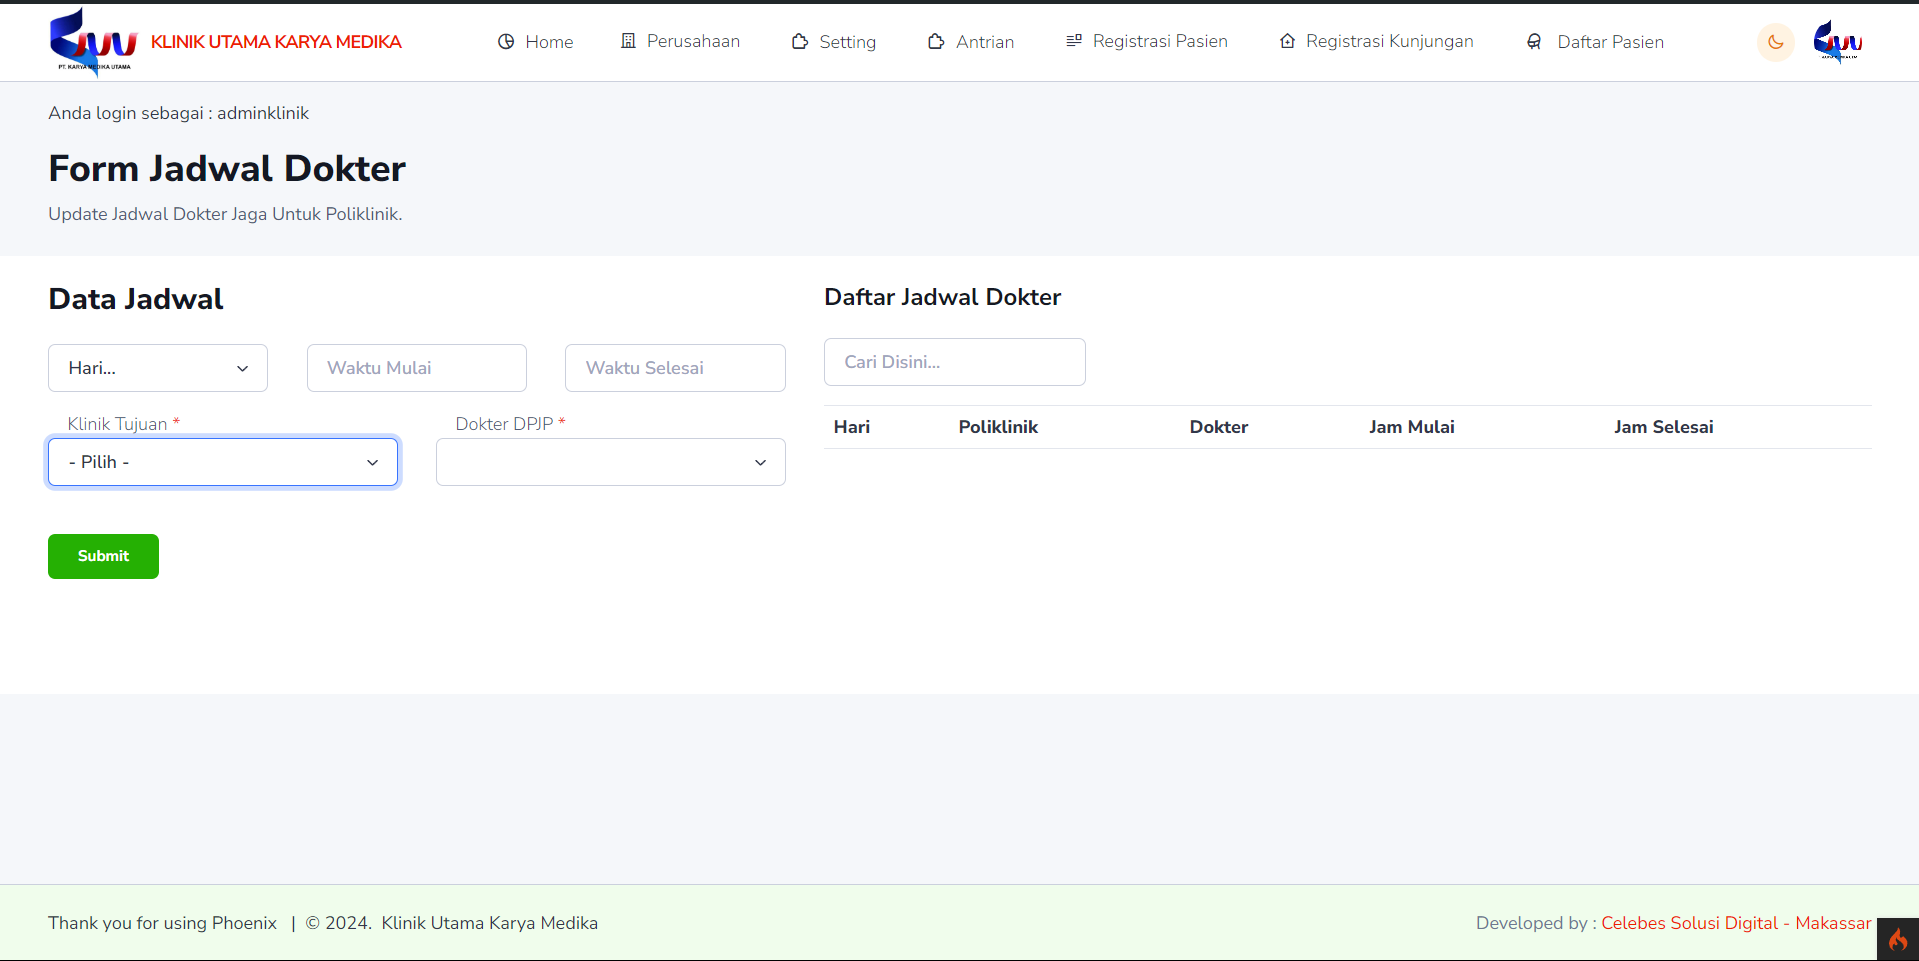 PT. KARYA MEDIKA UTAMA
KLINIK UTAMA KARYA MEDIKA
Home
Perusahaan
Setting
Antrian
Registrasi Pasien
Registrasi Kunjungan
Daftar Pasien
Anda login sebagai : adminklinik
Form Jadwal Dokter
Update Jadwal Dokter Jaga Untuk Poliklinik.
Data Jadwal
Hari...
Waktu Mulai
Waktu Selesai
Klinik Tujuan *
Dokter DPJP *
- Pilih -
Submit
Daftar Jadwal Dokter
Cari Disini...
Hari Poliklinik Dokter Jam Mulai Jam Selesai
Thank you for using Phoenix | © 2024. Klinik Utama Karya Medika
Developed by : Celebes Solusi Digital - Makassar